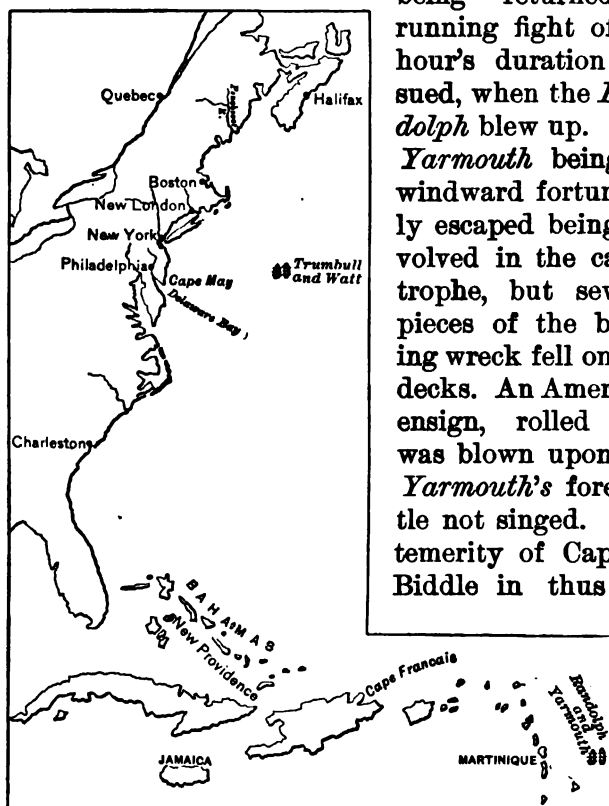 being returned
running fight of
hour's duration
sued, when the
dolph blew up.
Yarmouth being
windward fortun
ly escaped being
volved in the ca
trophe, but sev
pieces of the b
ing wreck fell on
decks. An Amer
ensign, rolled
was blown upon
Yarmouth's fore
tle not singed.
temerity of Cap
Biddle in thus
Quebec
Halifax
Penobscot R.
Boston
New London
New York
Philadelphia
Trumbull
and Watt
Cape May
Delaware Bay
Charleston
BAHAMAS
New Providence
Cape Francais
Randolph
and
Yarmouth
JAMAICA
MARTINIQUE